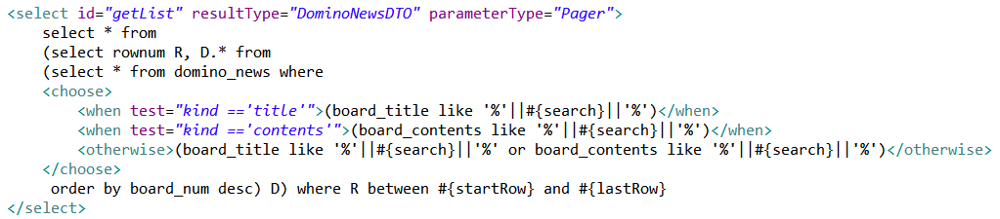 <select id="getList" resultType="DominoNewsDTO" parameterType="Pager">
select * from
(select rownum R, D.* from
(select * from domino_news where
<choose>
<when test="kind =='title'">(board_title like '%'||#{search}||'%')</when>
<when test="kind =='contents'">(board_contents like '%'||#{search}||'%')</when>
<otherwise>(board_title like '%'||#{search}||'%' or board_contents like '%'||#{search}||'%')</otherwise>
</choose>
order by board_num desc) D) where R between #{startRow} and #{lastRow}
</select>